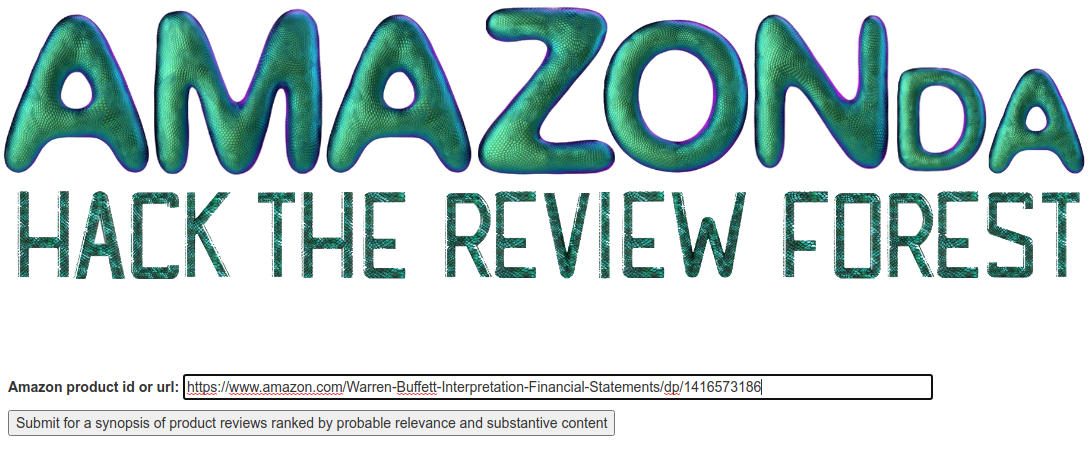 AMAZONDA
HACK THE REVIEW FOREST
Amazon product id or url: https://www.amazon.com/Warren-Buffett-Interpretation-Financial-Statements/dp/1416573186
Submit for a synopsis of product reviews ranked by probable relevance and substantive content